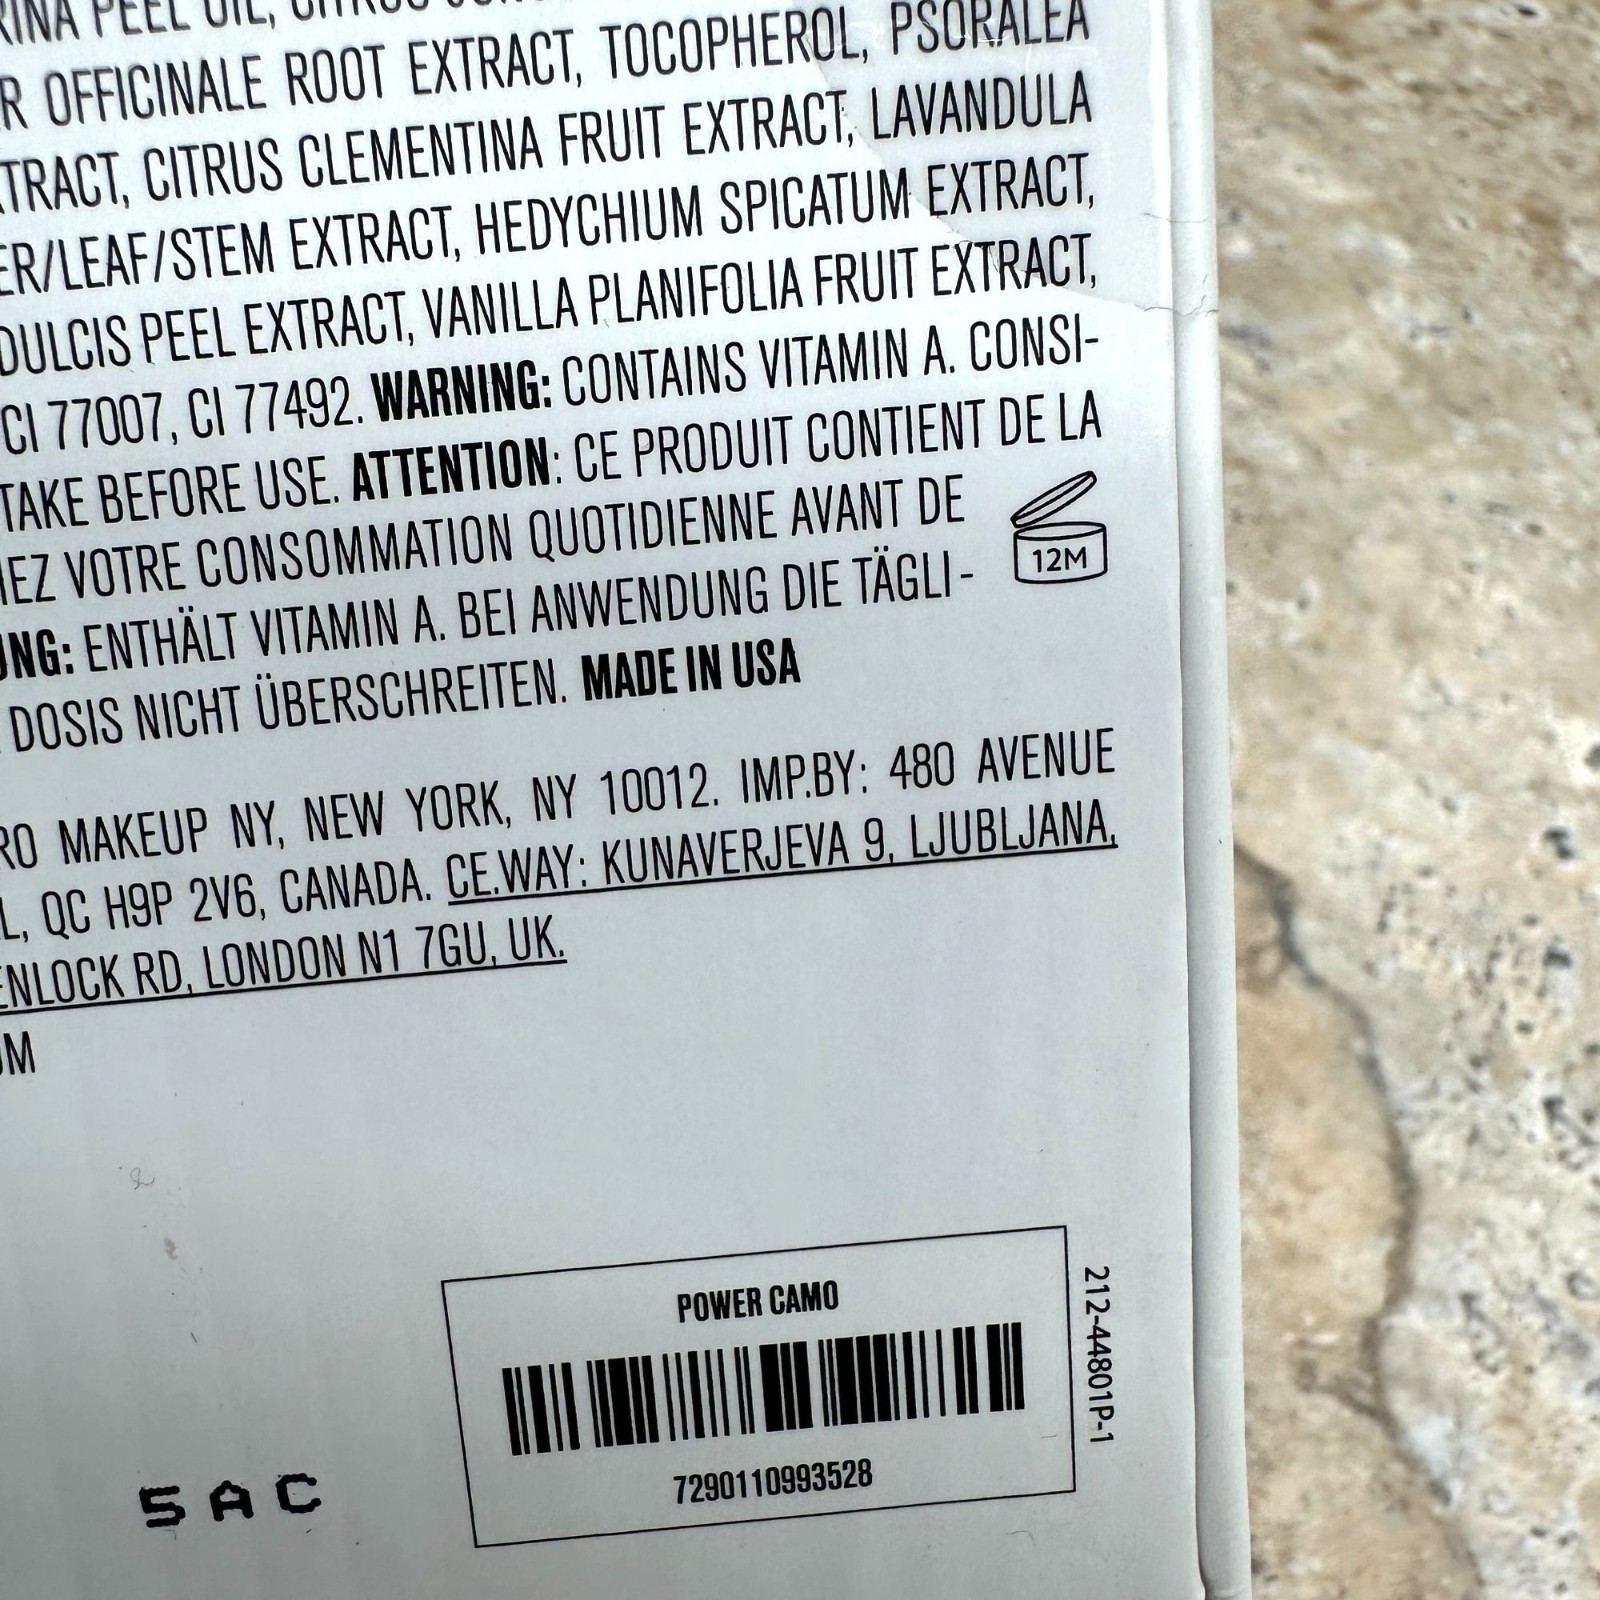 PEEL OIL, CITRUS
R OFFICINALE ROOT EXTRACT, TOCOPHEROL, PSORALEA
TRACT, CITRUS CLEMENTINA FRUIT EXTRACT, LAVANDULA
ER/LEAF/STEM EXTRACT, HEDYCHIUM SPICATUM EXTRACT,
DULCIS PEEL EXTRACT, VANILLA PLANIFOLIA FRUIT EXTRACT,
CI 77007, CI 77492. WARNING: CONTAINS VITAMIN A. CONSI-
TAKE BEFORE USE. ATTENTION: CE PRODUIT CONTIENT DE LA
IEZ VOTRE CONSOMMATION QUOTIDIENNE AVANT DE
UNG: ENTHÄLT VITAMIN A. BEI ANWENDUNG DIE TÄGLI-
DOSIS NICHT ÜBERSCHREITEN. MADE IN USA
12M
RO MAKEUP NY, NEW YORK, NY 10012. IMP.BY: 480 AVENUE
L, QC H9P 2V6, CANADA. CE.WAY: KUNAVERJEVA 9, LJUBLJANA,
ENLOCK RD, LONDON N1 7GU, UK.
OM
POWER CAMO
7290110993528
212-44801P-1
5AC